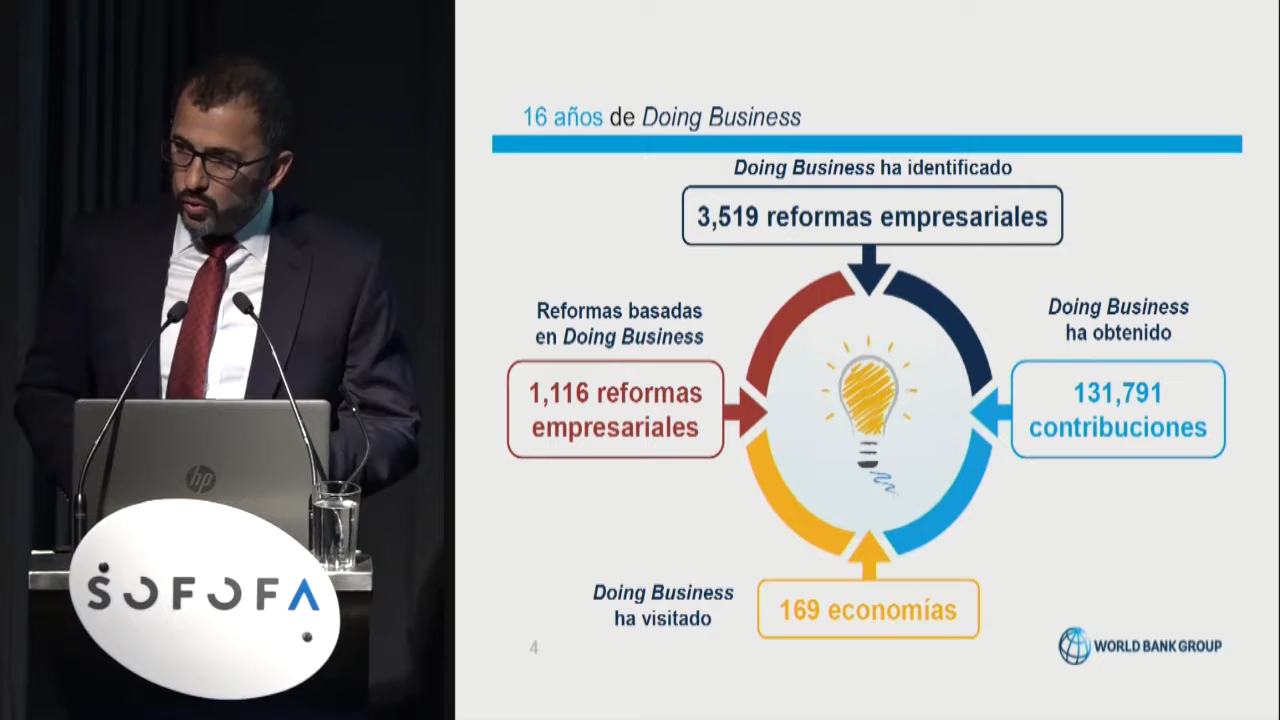 16 años de Doing Business
Doing Business ha identificado
3,519 reformas empresariales
Reformas basadas
en Doing Business
1,116 reformas
empresariales
Doing Business
ha obtenido
131,791
contribuciones
Doing Business
ha visitado
169 economías
4
WORLD BANK GROUP
hp
SOFOFA